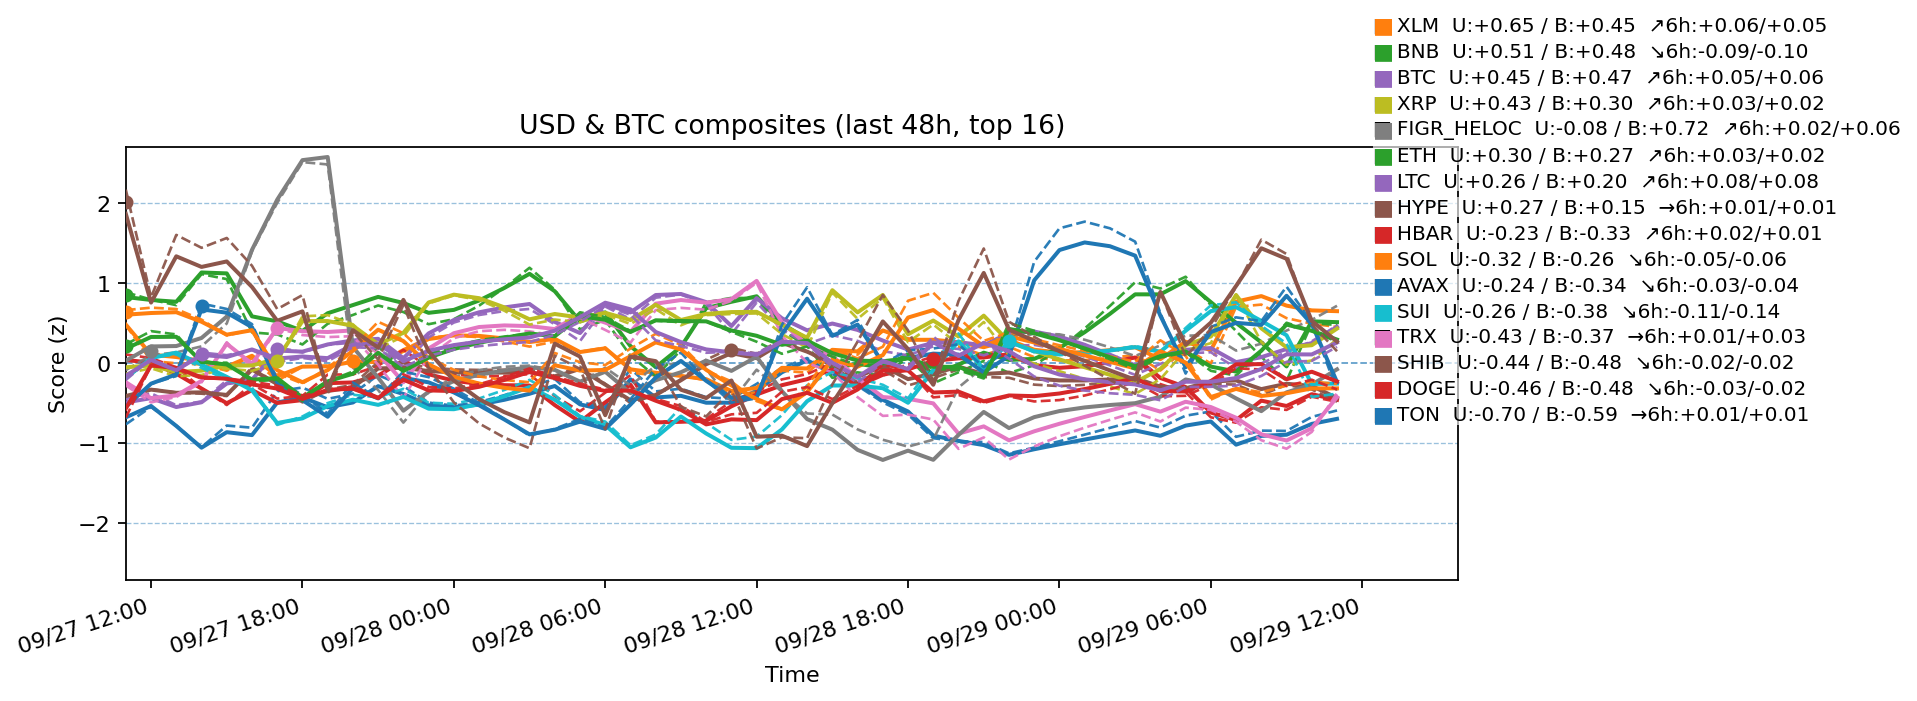 XLM U:+0.65 / B:+0.45 ↗6h:+0.06/+0.05
BNB U:+0.51 / B:+0.48 ↘6h:-0.09/-0.10
BTC U:+0.45 / B:+0.47 ↗6h:+0.05/+0.06
XRP U:+0.43 / B:+0.30 ↗6h:+0.03/+0.02
FIGR_HELOC U:-0.08 / B:+0.72 ↗6h:+0.02/+0.06
ETH U:+0.30 / B:+0.27 ↗6h:+0.03/+0.02
LTC U:+0.26 / B:+0.20 ↗6h:+0.08/+0.08
HYPE U:+0.27 / B:+0.15 →6h:+0.01/+0.01
HBAR U:-0.23 / B:-0.33 ↗6h:+0.02/+0.01
SOL U:-0.32 / B:-0.26 ↘6h:-0.05/-0.06
AVAX U:-0.24 / B:-0.34 ↘6h:-0.03/-0.04
SUI U:-0.26 / B:-0.38 ↘6h:-0.11/-0.14
TRX U:-0.43 / B:-0.37 →6h:+0.01/+0.03
SHIB U:-0.44 / B:-0.48 ↘6h:-0.02/-0.02
DOGE U:-0.46 / B:-0.48 ↘6h:-0.03/-0.02
TON U:-0.70 / B:-0.59 →6h:+0.01/+0.01
USD & BTC composites (last 48h, top 16)
Score (z)
2
1
0
−1
−2
09/27 12:00
09/27 18:00
09/28 00:00
09/28 06:00
09/28 12:00
09/28 18:00
09/29 00:00
09/29 06:00
09/29 12:00
Time